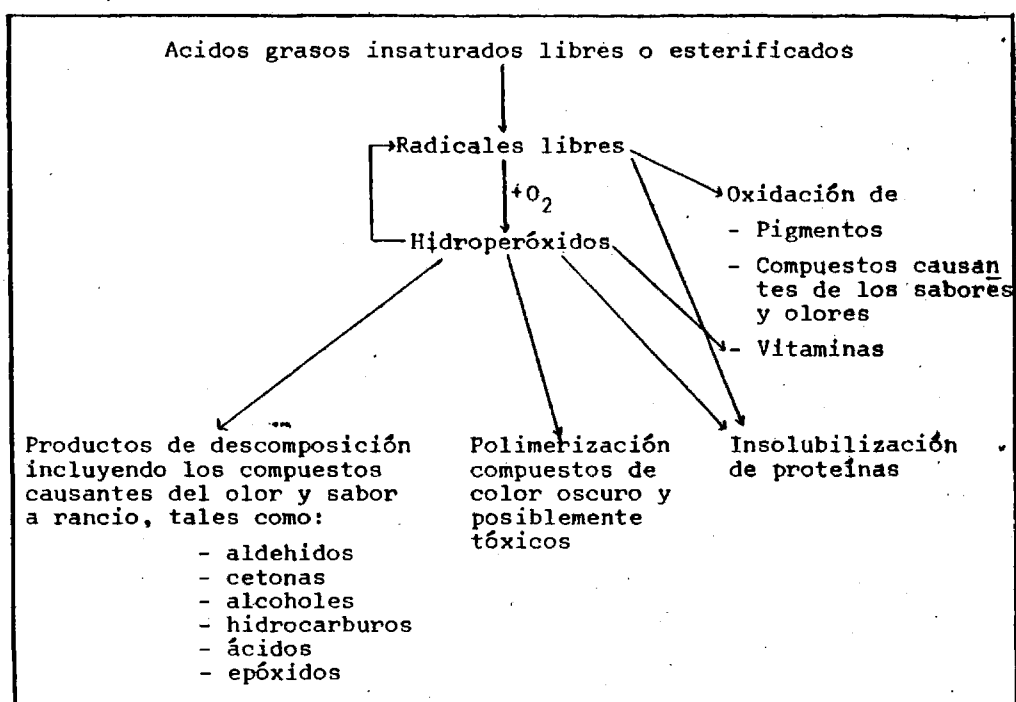 Acidos grasos insaturados libres o esterificados
Radicales libres
+O2
Hidroperóxidos
Oxidación de
- Pigmentos
- Compuestos causan
tes de los sabores
y olores
- Vitaminas
Productos de descomposición
incluyendo los compuestos
causantes del olor y sabor
a rancio, tales como:
- aldehidos
- cetonas
- alcoholes
- hidrocarburos
- ácidos
- epóxidos
Polimerización
compuestos de
color oscuro y
posiblemente
tóxicos
Insolubilización
de proteínas